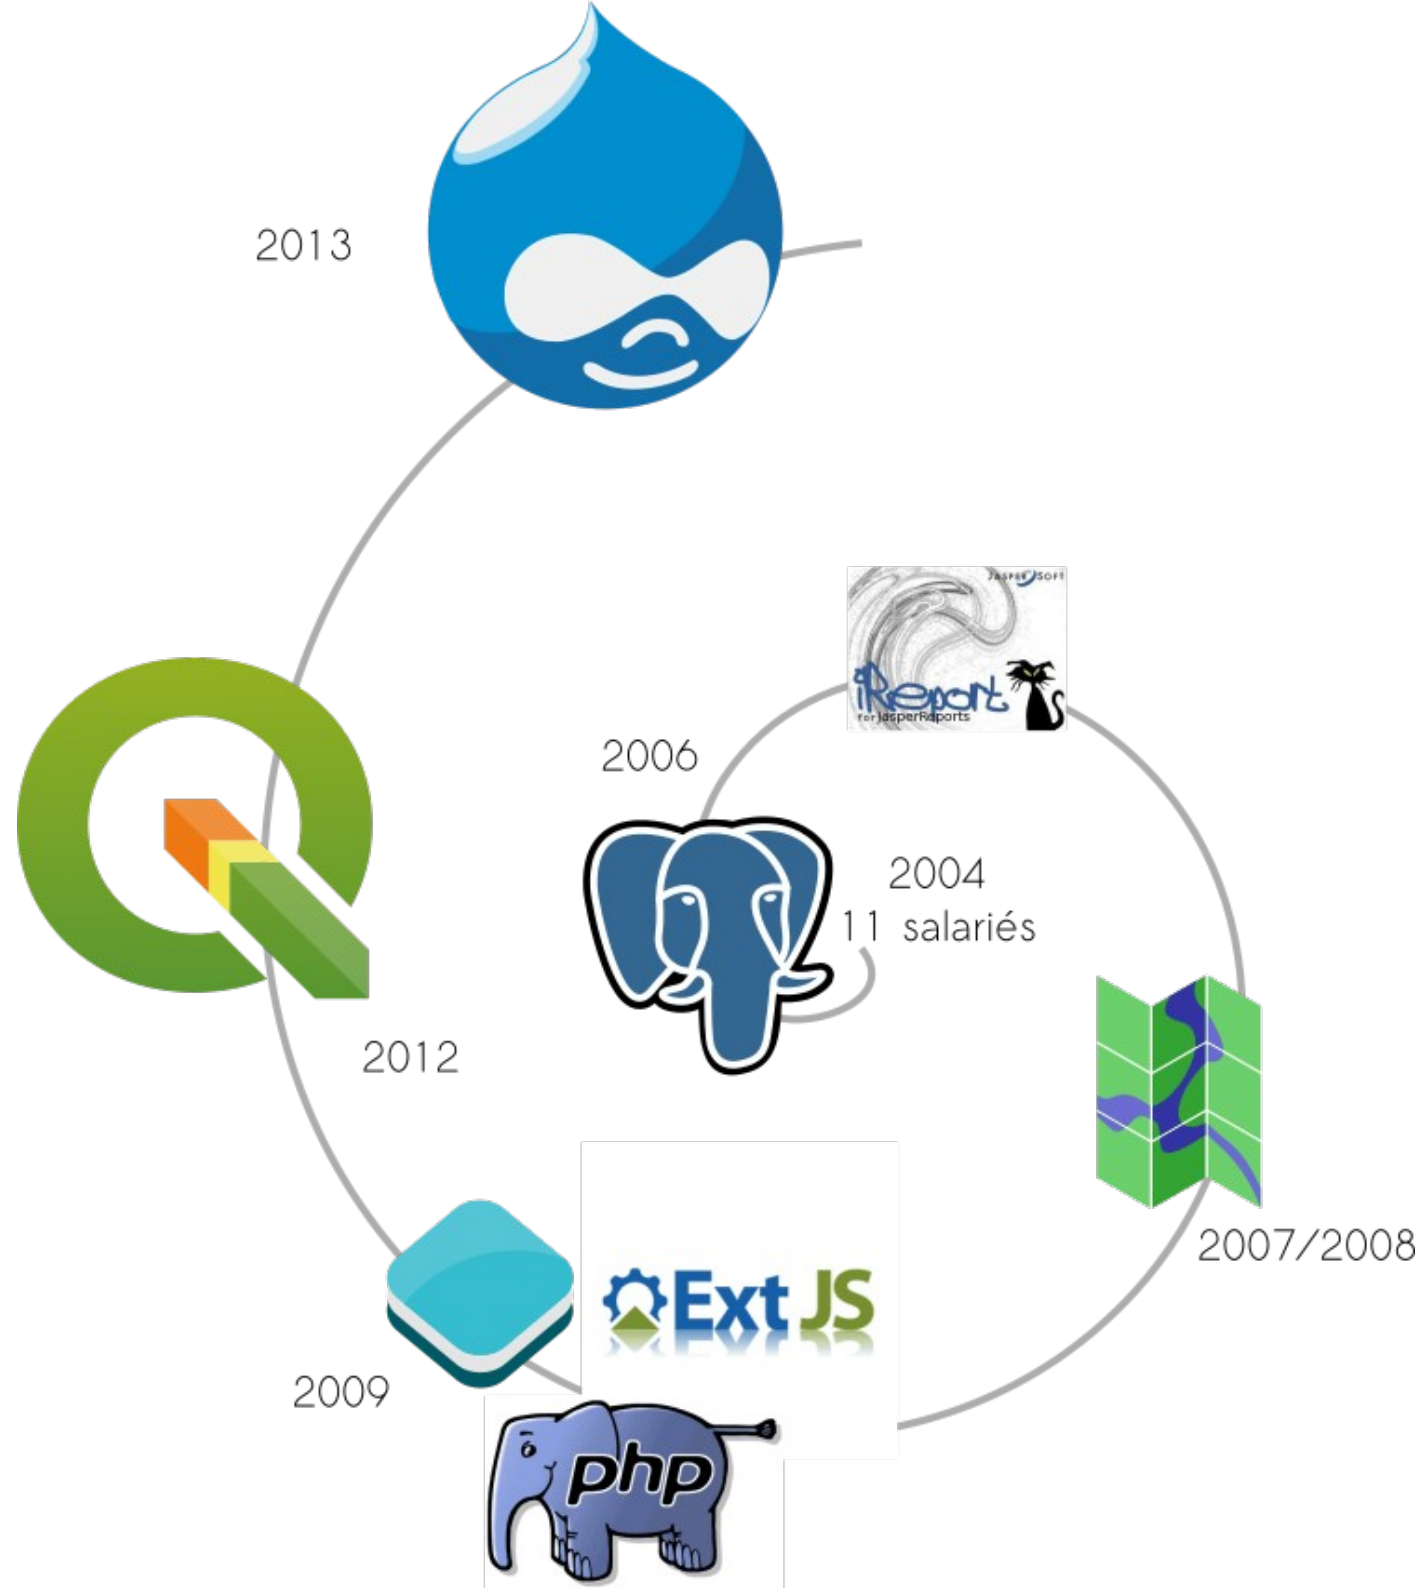 2013
JASPERSOFT
iReport
for JasperReports
2006
2004
11 salariés
2012
2007/2008
Ext JS
2009
php